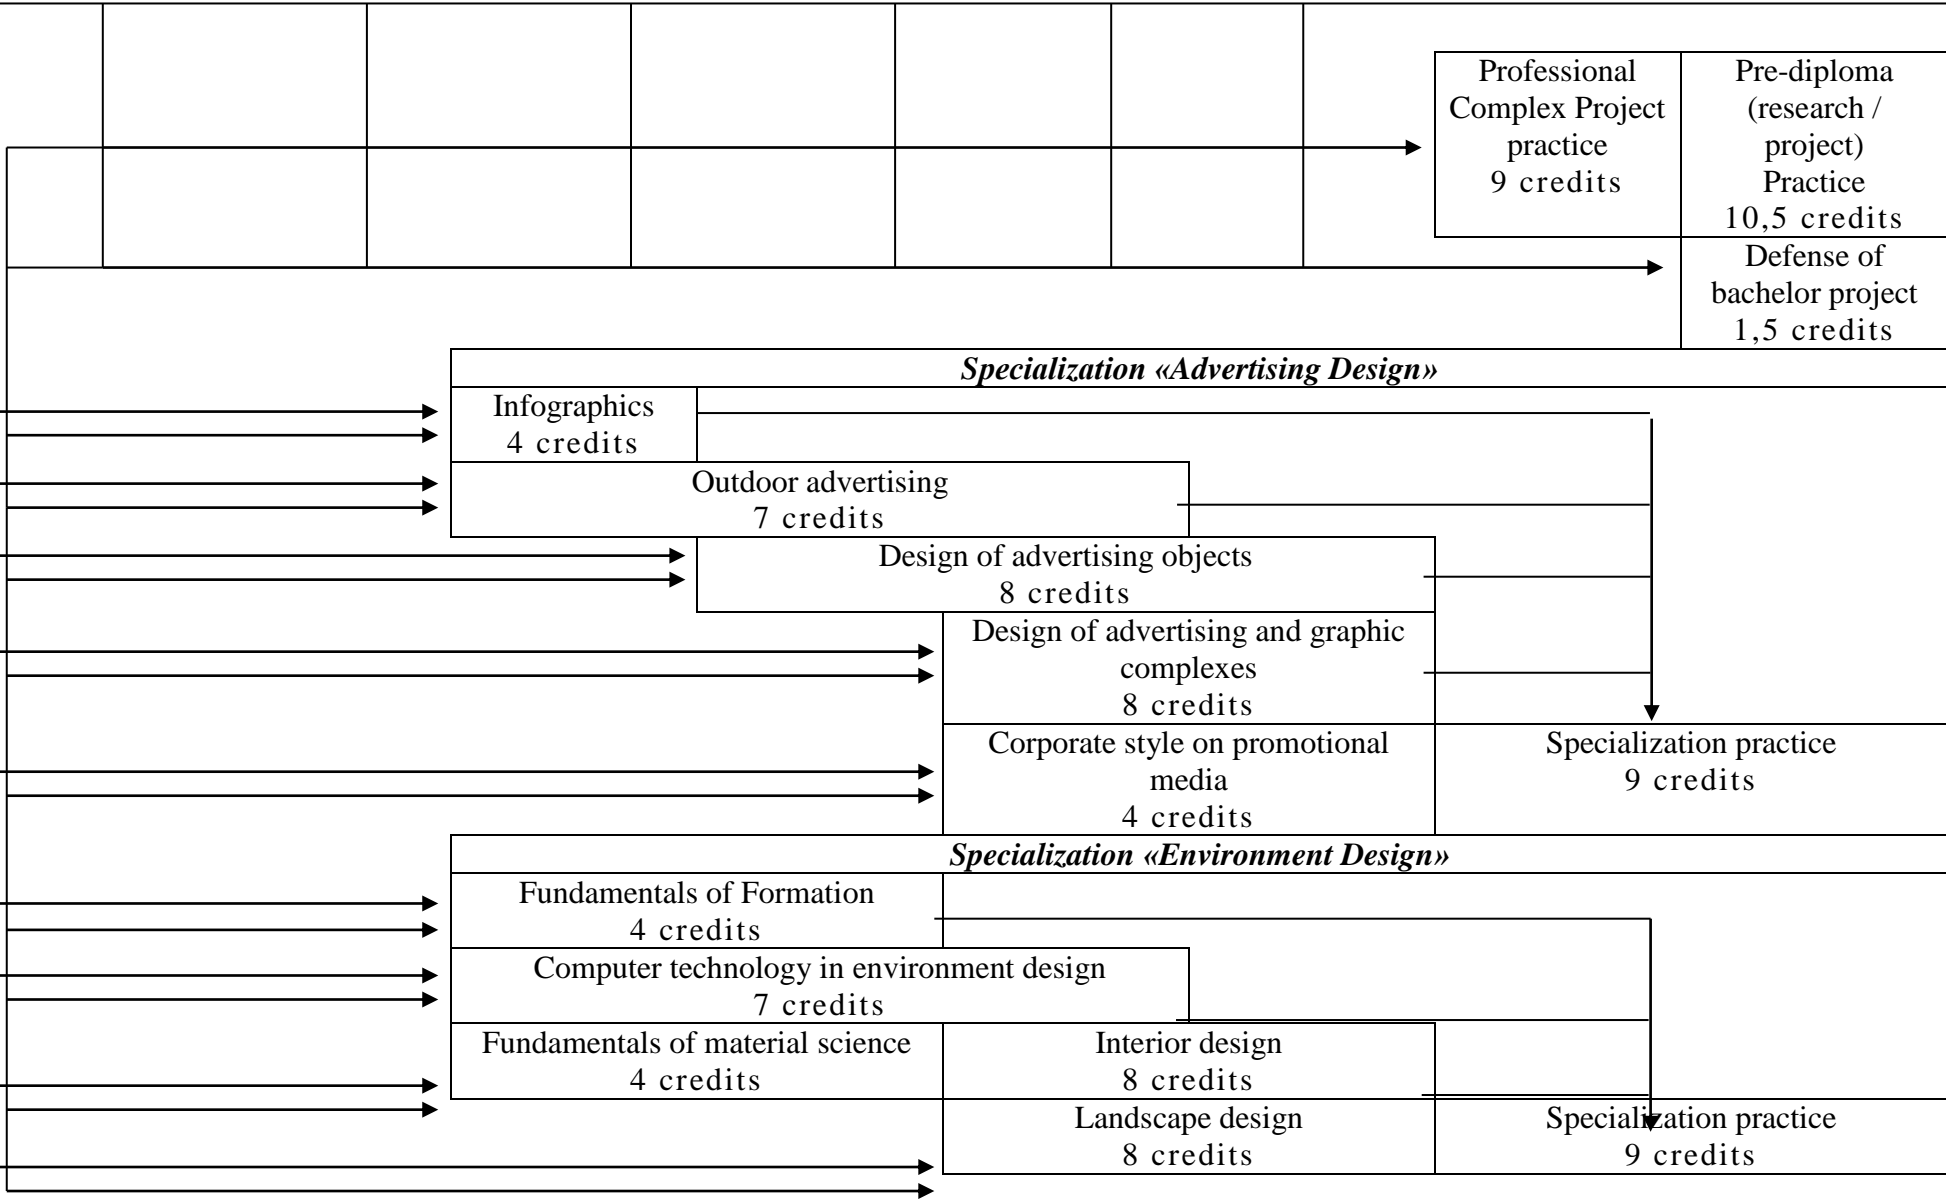 Professional
Complex Project
practice
9 credits
Pre-diploma
(research /
project)
Practice
10,5 credits
Defense of
bachelor project
1,5 credits
Specialization «Advertising Design»
Infographics
4 credits
Outdoor advertising
7 credits
Design of advertising objects
8 credits
Design of advertising and graphic
complexes
8 credits
Corporate style on promotional
media
4 credits
Specialization practice
9 credits
Specialization «Environment Design»
Fundamentals of Formation
4 credits
Computer technology in environment design
7 credits
Fundamentals of material science
4 credits
Interior design
8 credits
Landscape design
8 credits
Specialization practice
9 credits